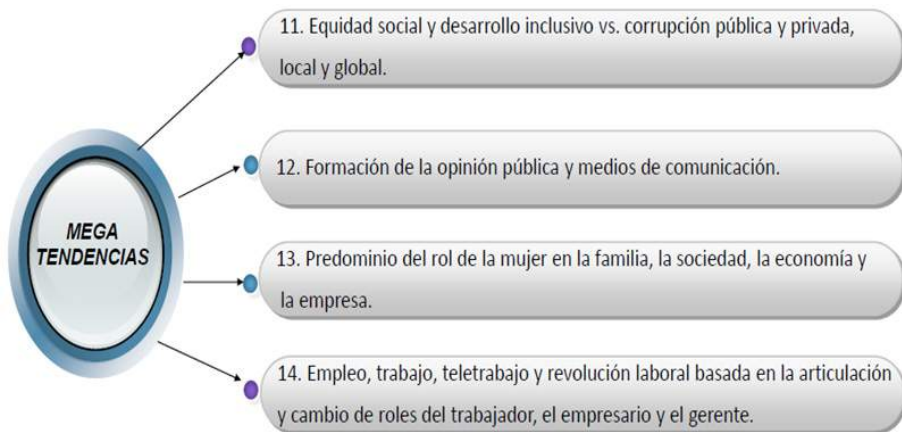 11. Equidad social y desarrollo inclusivo vs. corrupción pública y privada,
local y global.
12. Formación de la opinión pública y medios de comunicación.
MEGA
TENDENCIAS
13. Predominio del rol de la mujer en la familia, la sociedad, la economía y
la empresa.
14. Empleo, trabajo, teletrabajo y revolución laboral basada en la articulación
y cambio de roles del trabajador, el empresario y el gerente.